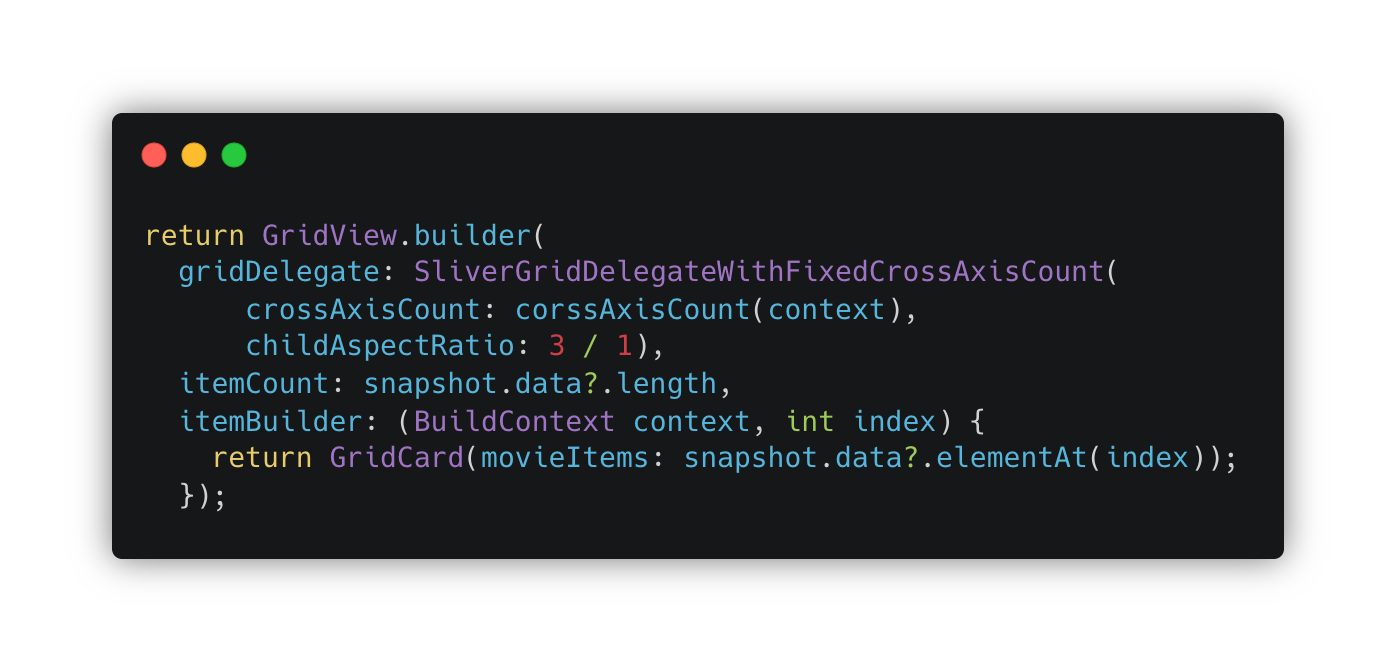 return GridView.builder(
  gridDelegate: SliverGridDelegateWithFixedCrossAxisCount(
      crossAxisCount: corssAxisCount(context),
      childAspectRatio: 3 / 1),
  itemCount: snapshot.data?.length,
  itemBuilder: (BuildContext context, int index) {
    return GridCard(movieItems: snapshot.data?.elementAt(index));
  });